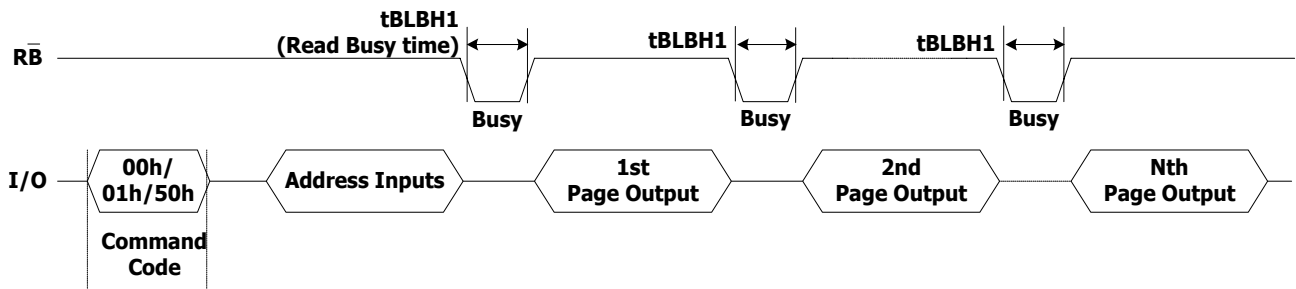 tBLBH1
(Read Busy time)
tBLBH1
tBLBH1
RB̅
Busy
Busy
Busy
I/O
00h/
01h/50h
Address Inputs
1st
Page Output
2nd
Page Output
Nth
Page Output
Command
Code